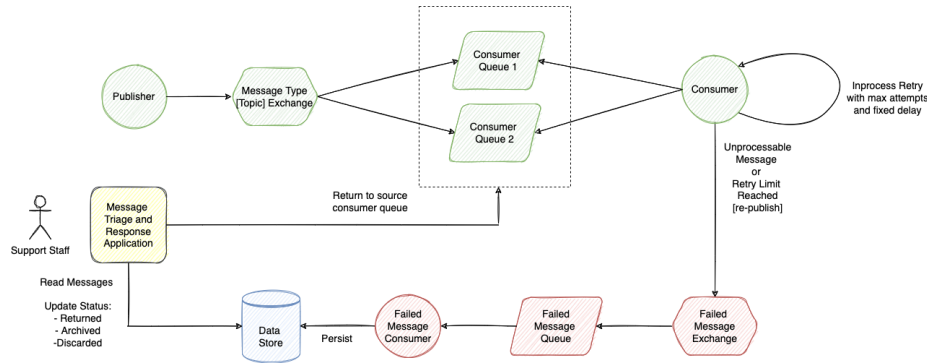 Publisher
Message Type
[Topic] Exchange
Consumer
Queue 1
Consumer
Queue 2
Consumer
Inprocess Retry
with max attempts
and fixed delay
Unprocessable
Message
or
Retry Limit
Reached
[re-publish]
Return to source
consumer queue
Message
Triage and
Response
Application
Support Staff
Read Messages
Update Status:
- Returned
- Archived
-Discarded
Data
Store
Persist
Failed
Message
Consumer
Failed
Message
Queue
Failed
Message
Exchange